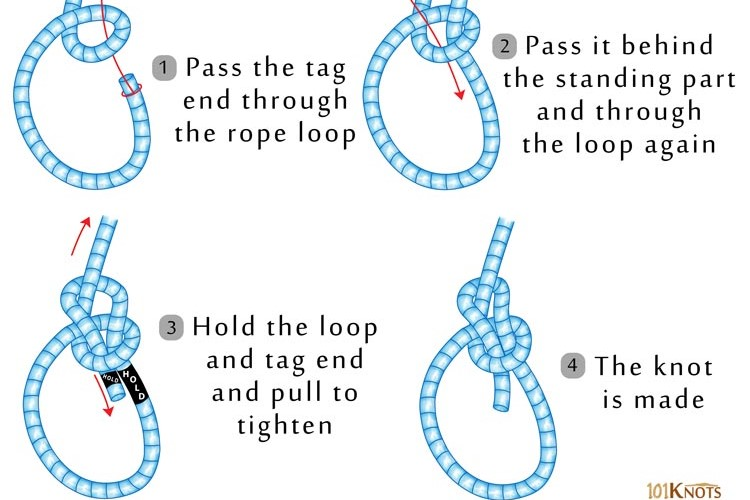 1 Pass the tag
end through
the rope loop
2 Pass it behind
the standing part
and through
the loop again
3 Hold the loop
and tag end
and pull to
tighten
HOLD
HOLD
4 The knot
is made
101KNOTS